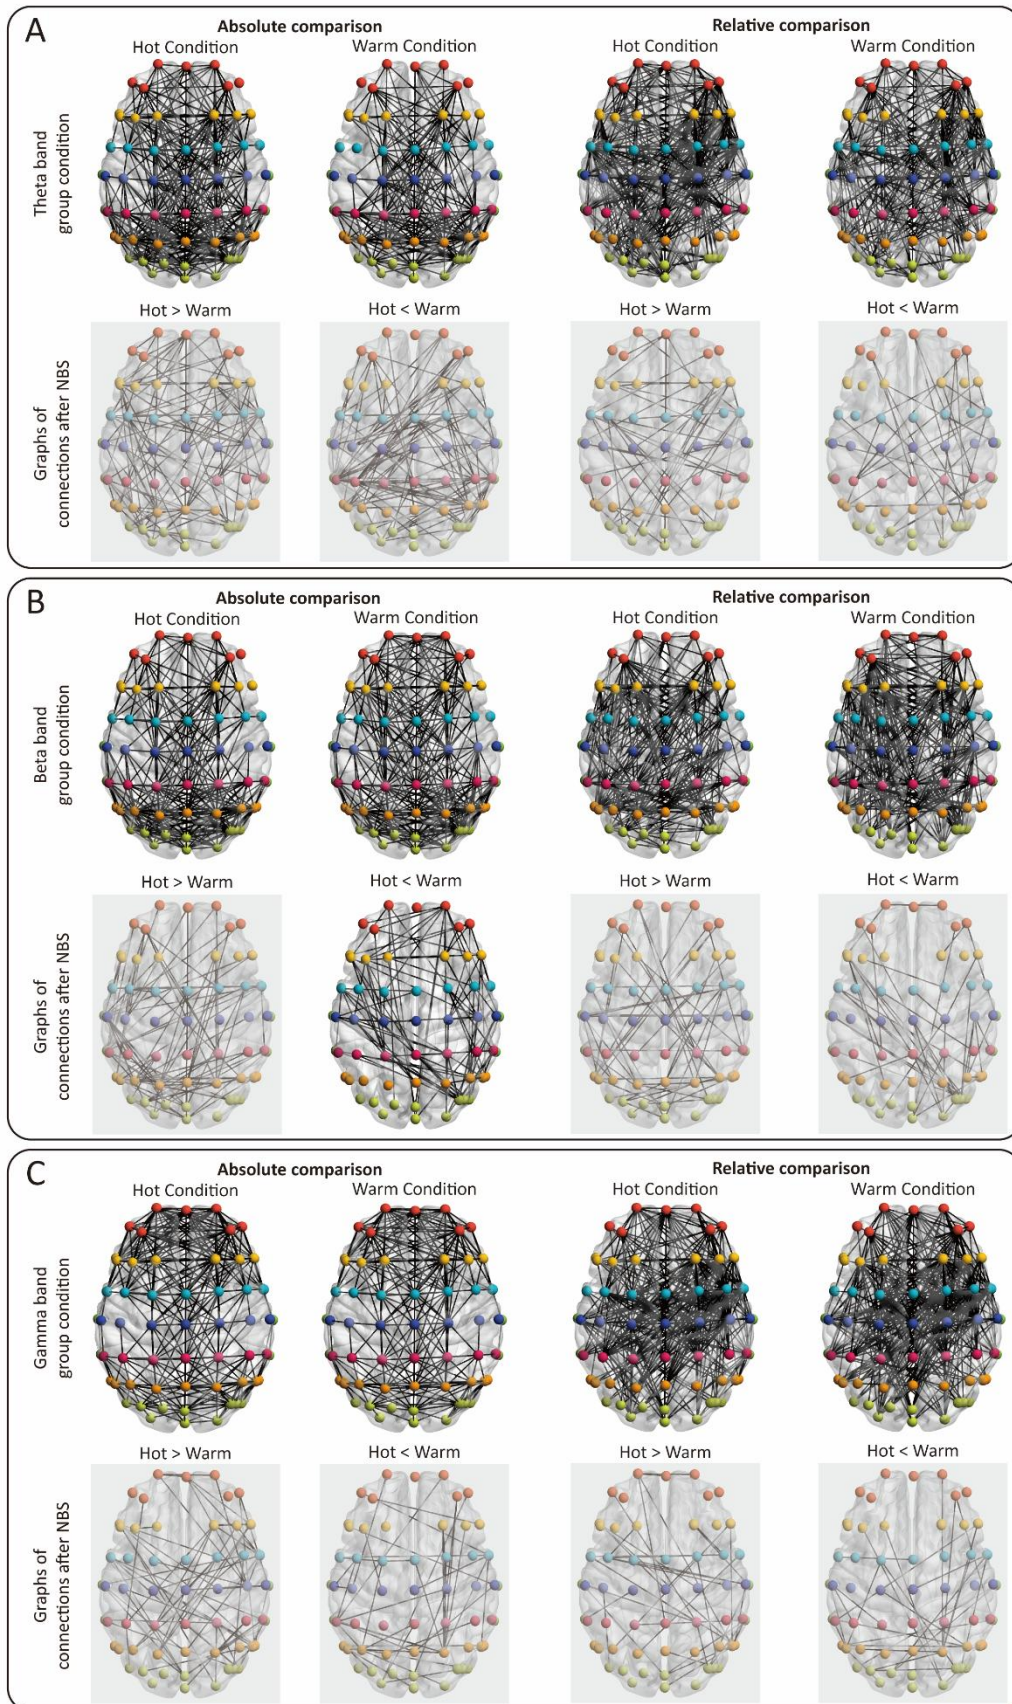 A
Absolute comparison
Relative comparison
Hot Condition
Warm Condition
Hot Condition
Warm Condition
Theta band
group condition
Hot > Warm
Hot < Warm
Hot > Warm
Hot < Warm
Graphs of
connections after NBS
B
Absolute comparison
Relative comparison
Hot Condition
Warm Condition
Hot Condition
Warm Condition
Beta band
group condition
Hot > Warm
Hot < Warm
Hot > Warm
Hot < Warm
Graphs of
connections after NBS
C
Absolute comparison
Relative comparison
Hot Condition
Warm Condition
Hot Condition
Warm Condition
Gamma band
group condition
Hot > Warm
Hot < Warm
Hot > Warm
Hot < Warm
Graphs of
connections after NBS